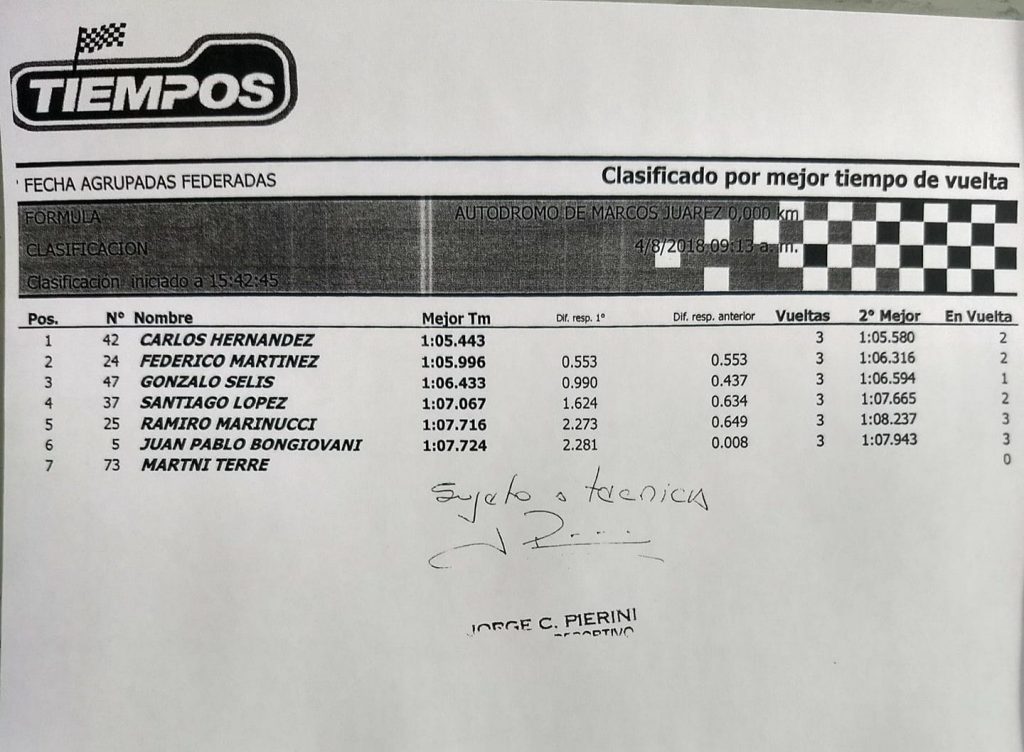 TIEMPOS
FECHA AGRUPADAS FEDERADAS Clasificado por mejor tiempo de vuelta
FORMULA AUTODROMO DE MARCOS JUAREZ 0,000 km
CLASIFICACION 4/8/2018 09:13 a. m.
Clasificación iniciado a 15:42:45
Pos. Nº Nombre Mejor Tm Dif. resp. 1º Dif. resp. anterior Vueltas 2º Mejor En Vuelta
1 42 CARLOS HERNANDEZ 1:05.443 3 1:05.580 2
2 24 FEDERICO MARTINEZ 1:05.996 0.553 0.553 3 1:06.316 2
3 47 GONZALO SELIS 1:06.433 0.990 0.437 3 1:06.594 1
4 37 SANTIAGO LOPEZ 1:07.067 1.624 0.634 3 1:07.665 2
5 25 RAMIRO MARINUCCI 1:07.716 2.273 0.649 3 1:08.237 3
6 5 JUAN PABLO BONGIOVANI 1:07.724 2.281 0.008 3 1:07.943 3
7 73 MARTNI TERRE 0
Sujeto a tecnica
JORGE C. PIERINI